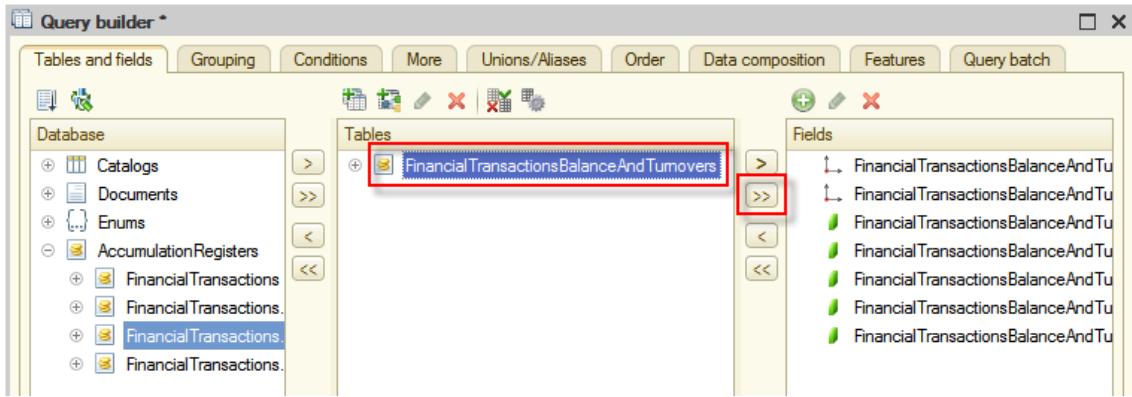 Query builder *
Tables and fields Grouping Conditions More Unions/Aliases Order Data composition Features Query batch
Database Tables Fields
Catalogs
Documents
Enums
AccumulationRegisters
FinancialTransactions
FinancialTransactions.
FinancialTransactions.
FinancialTransactions.
> >> < <<
FinancialTransactionsBalanceAndTurnovers
> >> < <<
FinancialTransactionsBalanceAndTu
FinancialTransactionsBalanceAndTu
FinancialTransactionsBalanceAndTu
FinancialTransactionsBalanceAndTu
FinancialTransactionsBalanceAndTu
FinancialTransactionsBalanceAndTu
FinancialTransactionsBalanceAndTu